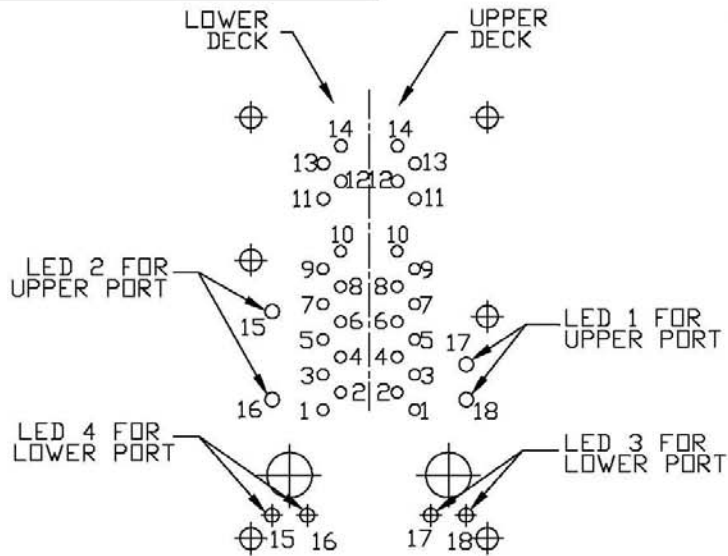 LOWER DECK
UPPER DECK
14 14
13 13
12 12
11 11
10 10
9 9
LED 2 FOR
UPPER PORT
8 8
7 7
15
6 6
LED 1 FOR
UPPER PORT
5 5
17
4 4
3 3
2 2
16
1 1
18
LED 4 FOR
LOWER PORT
LED 3 FOR
LOWER PORT
15 16
17 18